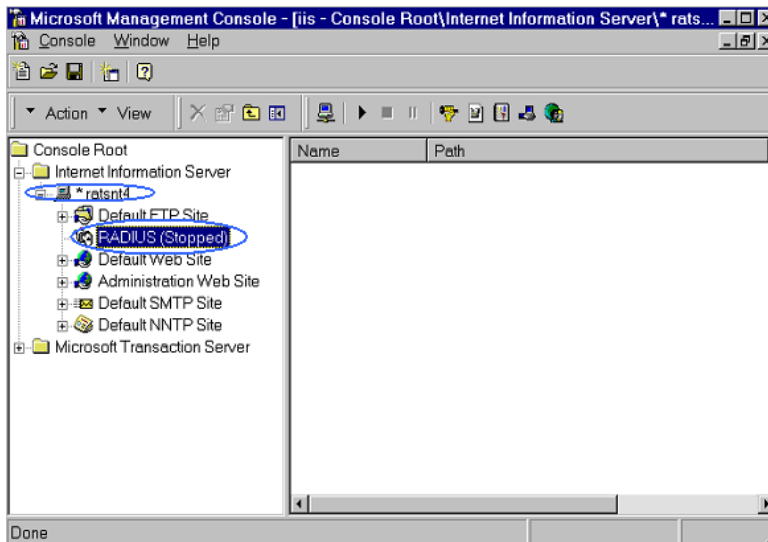 Microsoft Management Console - [iis - Console Root\Internet Information Server\* rats...
Console Window Help
Action View
Console Root
Internet Information Server
* ratsnt4
Default FTP Site
RADIUS (Stopped)
Default Web Site
Administration Web Site
Default SMTP Site
Default NNTP Site
Microsoft Transaction Server
Name Path
Done